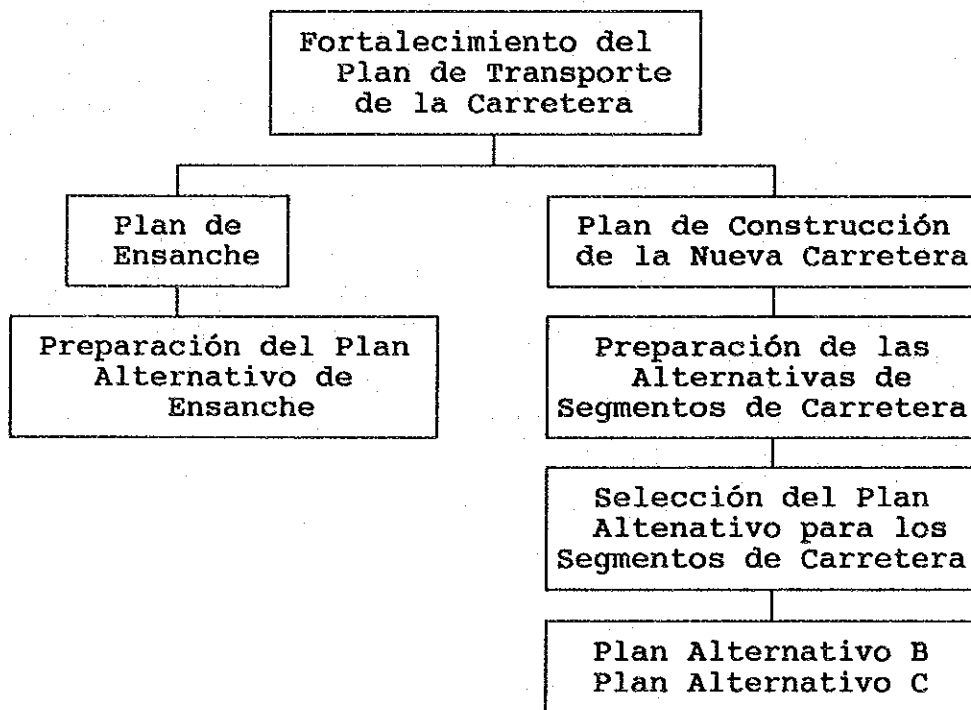 Fortalecimiento del
Plan de Transporte
de la Carretera
Plan de
Ensanche
Plan de Construcción
de la Nueva Carretera
Preparación del Plan
Alternativo de
Ensanche
Preparación de las
Alternativas de
Segmentos de Carretera
Selección del Plan
Altenativo para los
Segmentos de Carretera
Plan Alternativo B
Plan Alternativo C